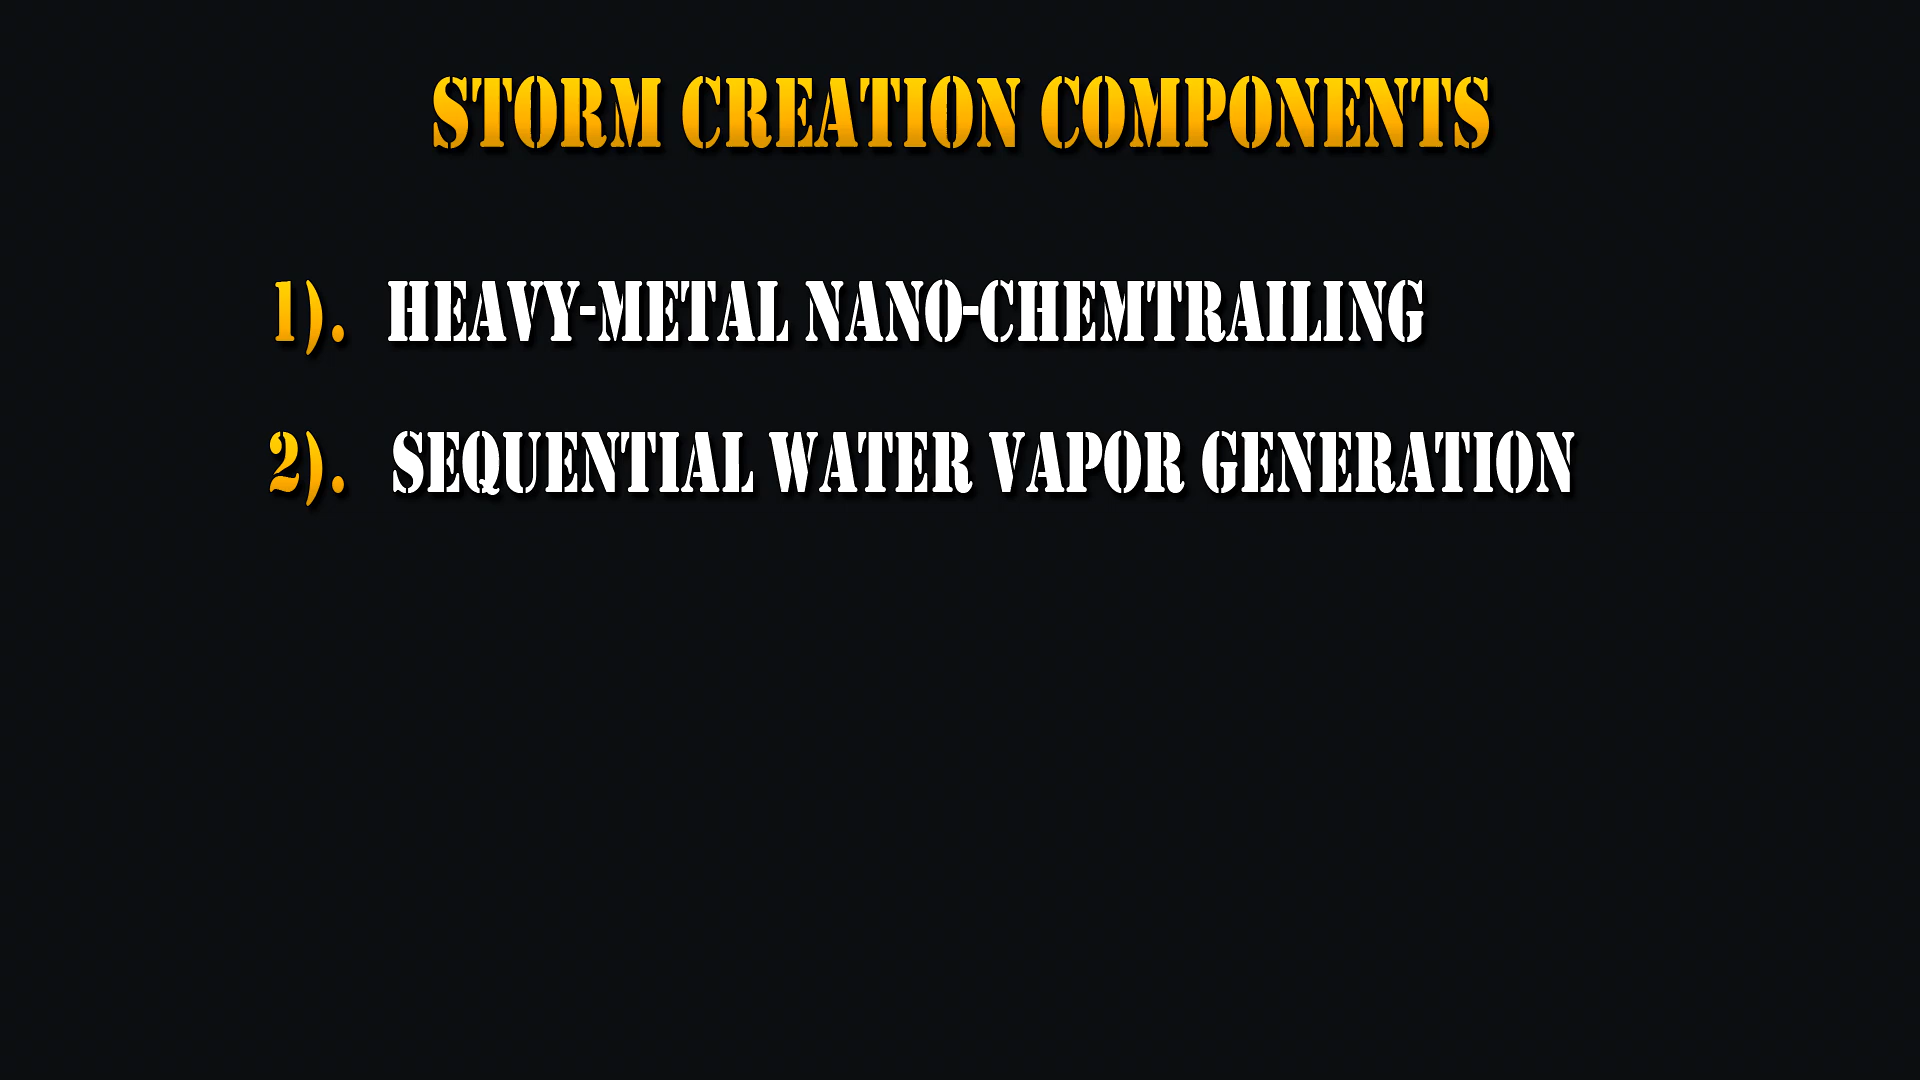 STORM CREATION COMPONENTS
1). HEAVY-METAL NANO-CHEMTRAILING
2). SEQUENTIAL WATER VAPOR GENERATION